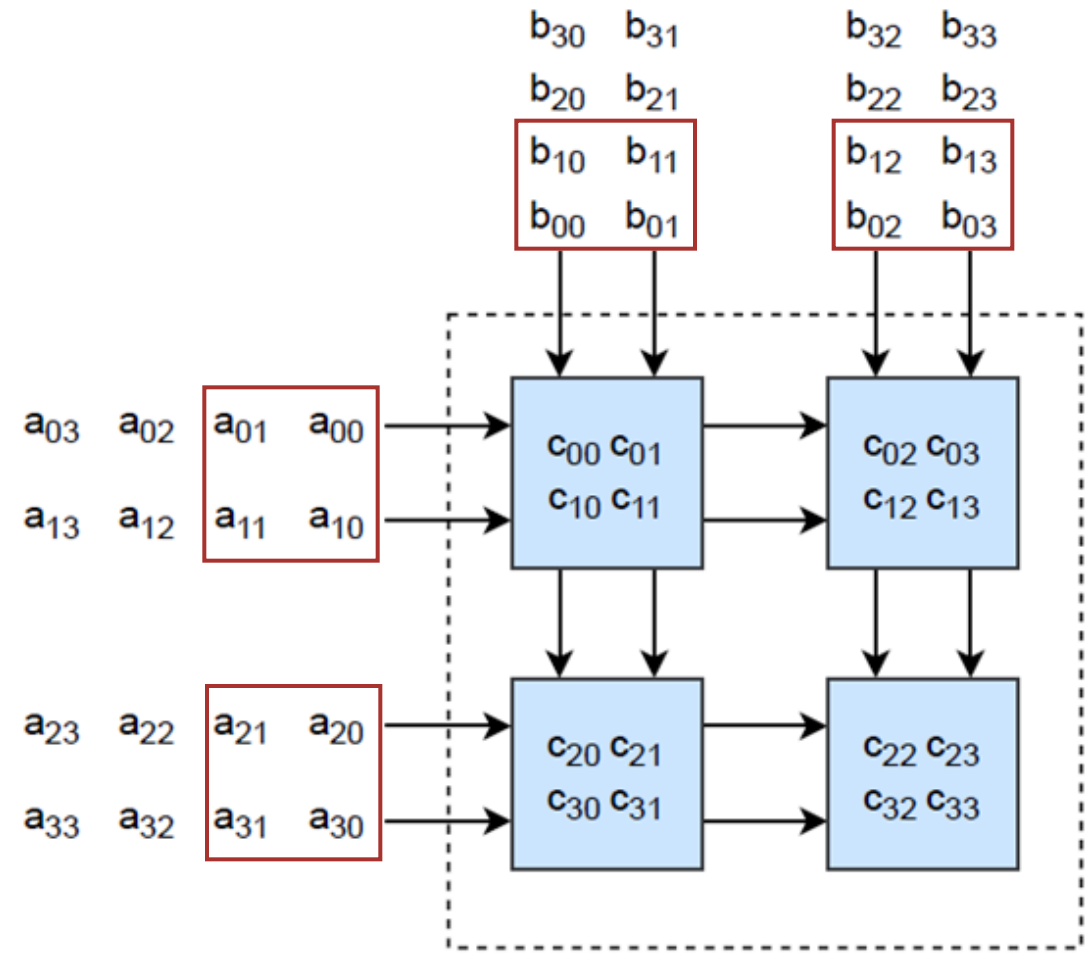 b30 b31 b32 b33
b20 b21 b22 b23
b10 b11 b12 b13
b00 b01 b02 b03
a03 a02 a01 a00
c00 c01 c02 c03
c10 c11 c12 c13
a13 a12 a11 a10
a23 a22 a21 a20
c20 c21 c22 c23
c30 c31 c32 c33
a33 a32 a31 a30